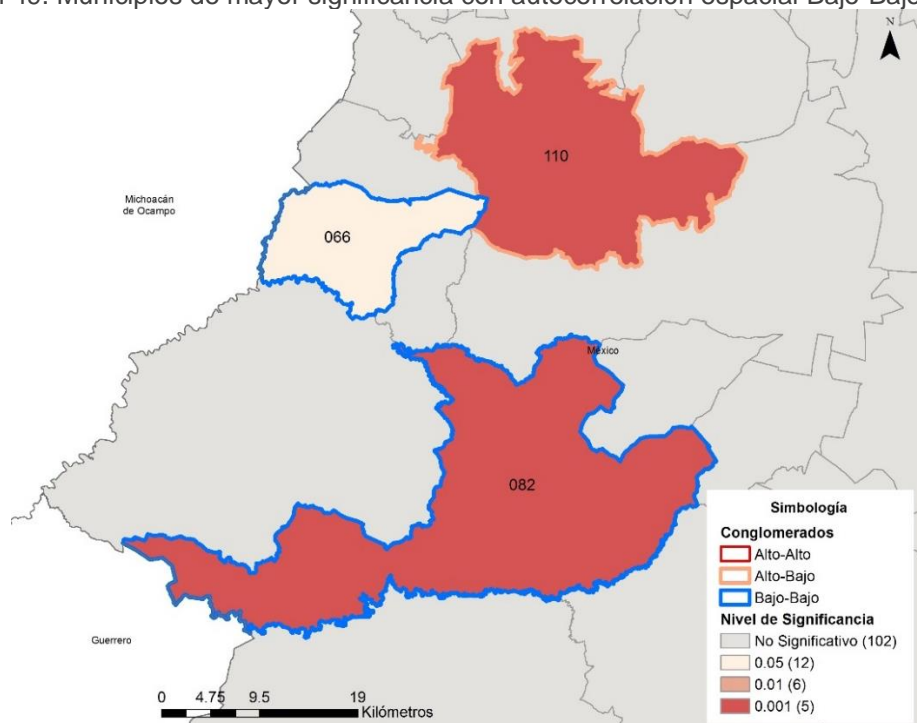 40. Municipios de mayor significancia con autocorrelación espacial Bajo-Bajo
N
110
Michoacán
de Ocampo
066
México
082
Guerrero
Simbología
Conglomerados
Alto-Alto
Alto-Bajo
Bajo-Bajo
Nivel de Significancia
No Significativo (102)
0.05 (12)
0.01 (6)
0.001 (5)
0 4.75 9.5 19
Kilómetros